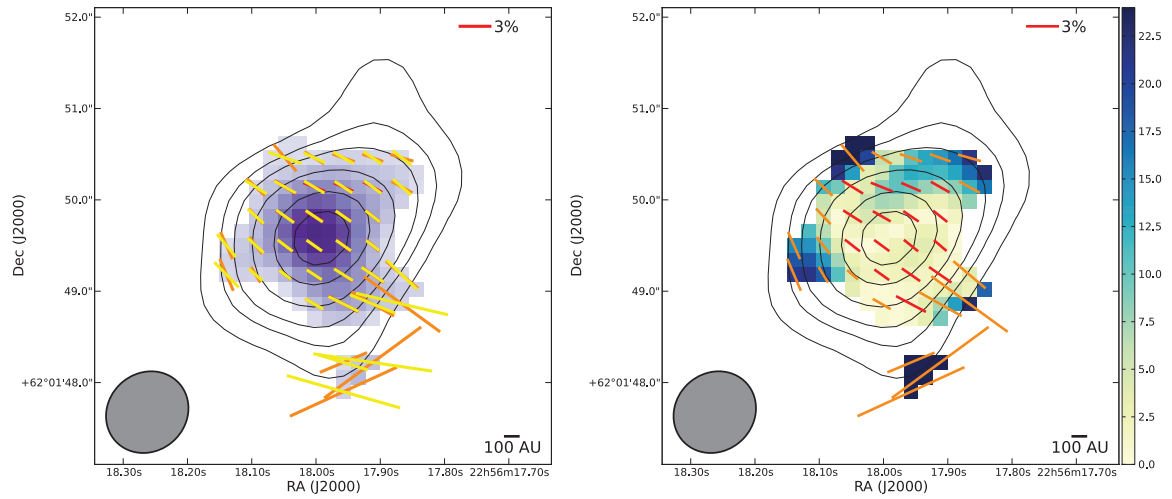 52.0"
51.0"
50.0"
49.0"
+62°01'48.0"
Dec (J2000)
3%
100 AU
18.30s 18.20s 18.10s 18.00s 17.90s 17.80s 22h56m17.70s
RA (J2000)
52.0"
51.0"
50.0"
49.0"
+62°01'48.0"
Dec (J2000)
3%
100 AU
18.30s 18.20s 18.10s 18.00s 17.90s 17.80s 22h56m17.70s
RA (J2000)
22.5
20.0
17.5
15.0
12.5
10.0
7.5
5.0
2.5
0.0